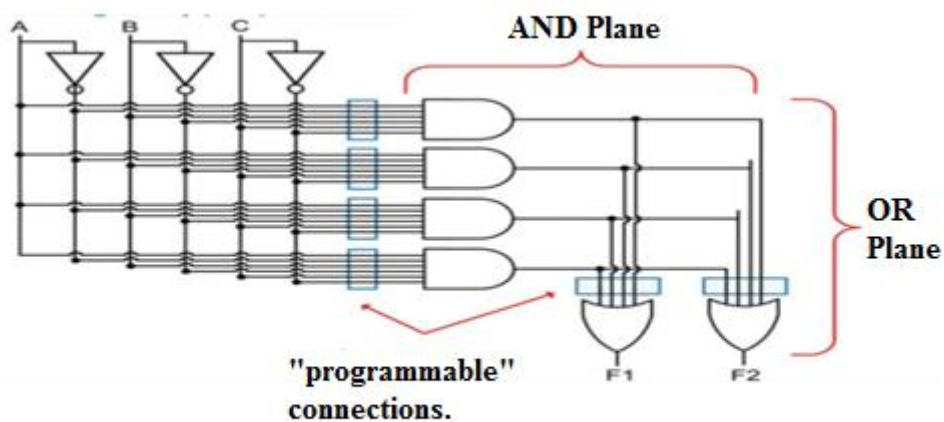 A B C
AND Plane
OR
Plane
"programmable"
connections.
F1 F2